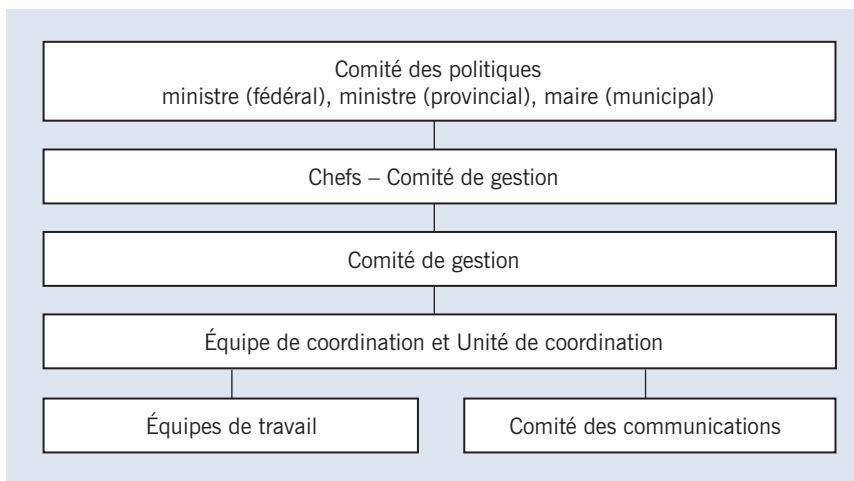 Comité des politiques
ministre (fédéral), ministre (provincial), maire (municipal)
Chefs – Comité de gestion
Comité de gestion
Équipe de coordination et Unité de coordination
Équipes de travail
Comité des communications